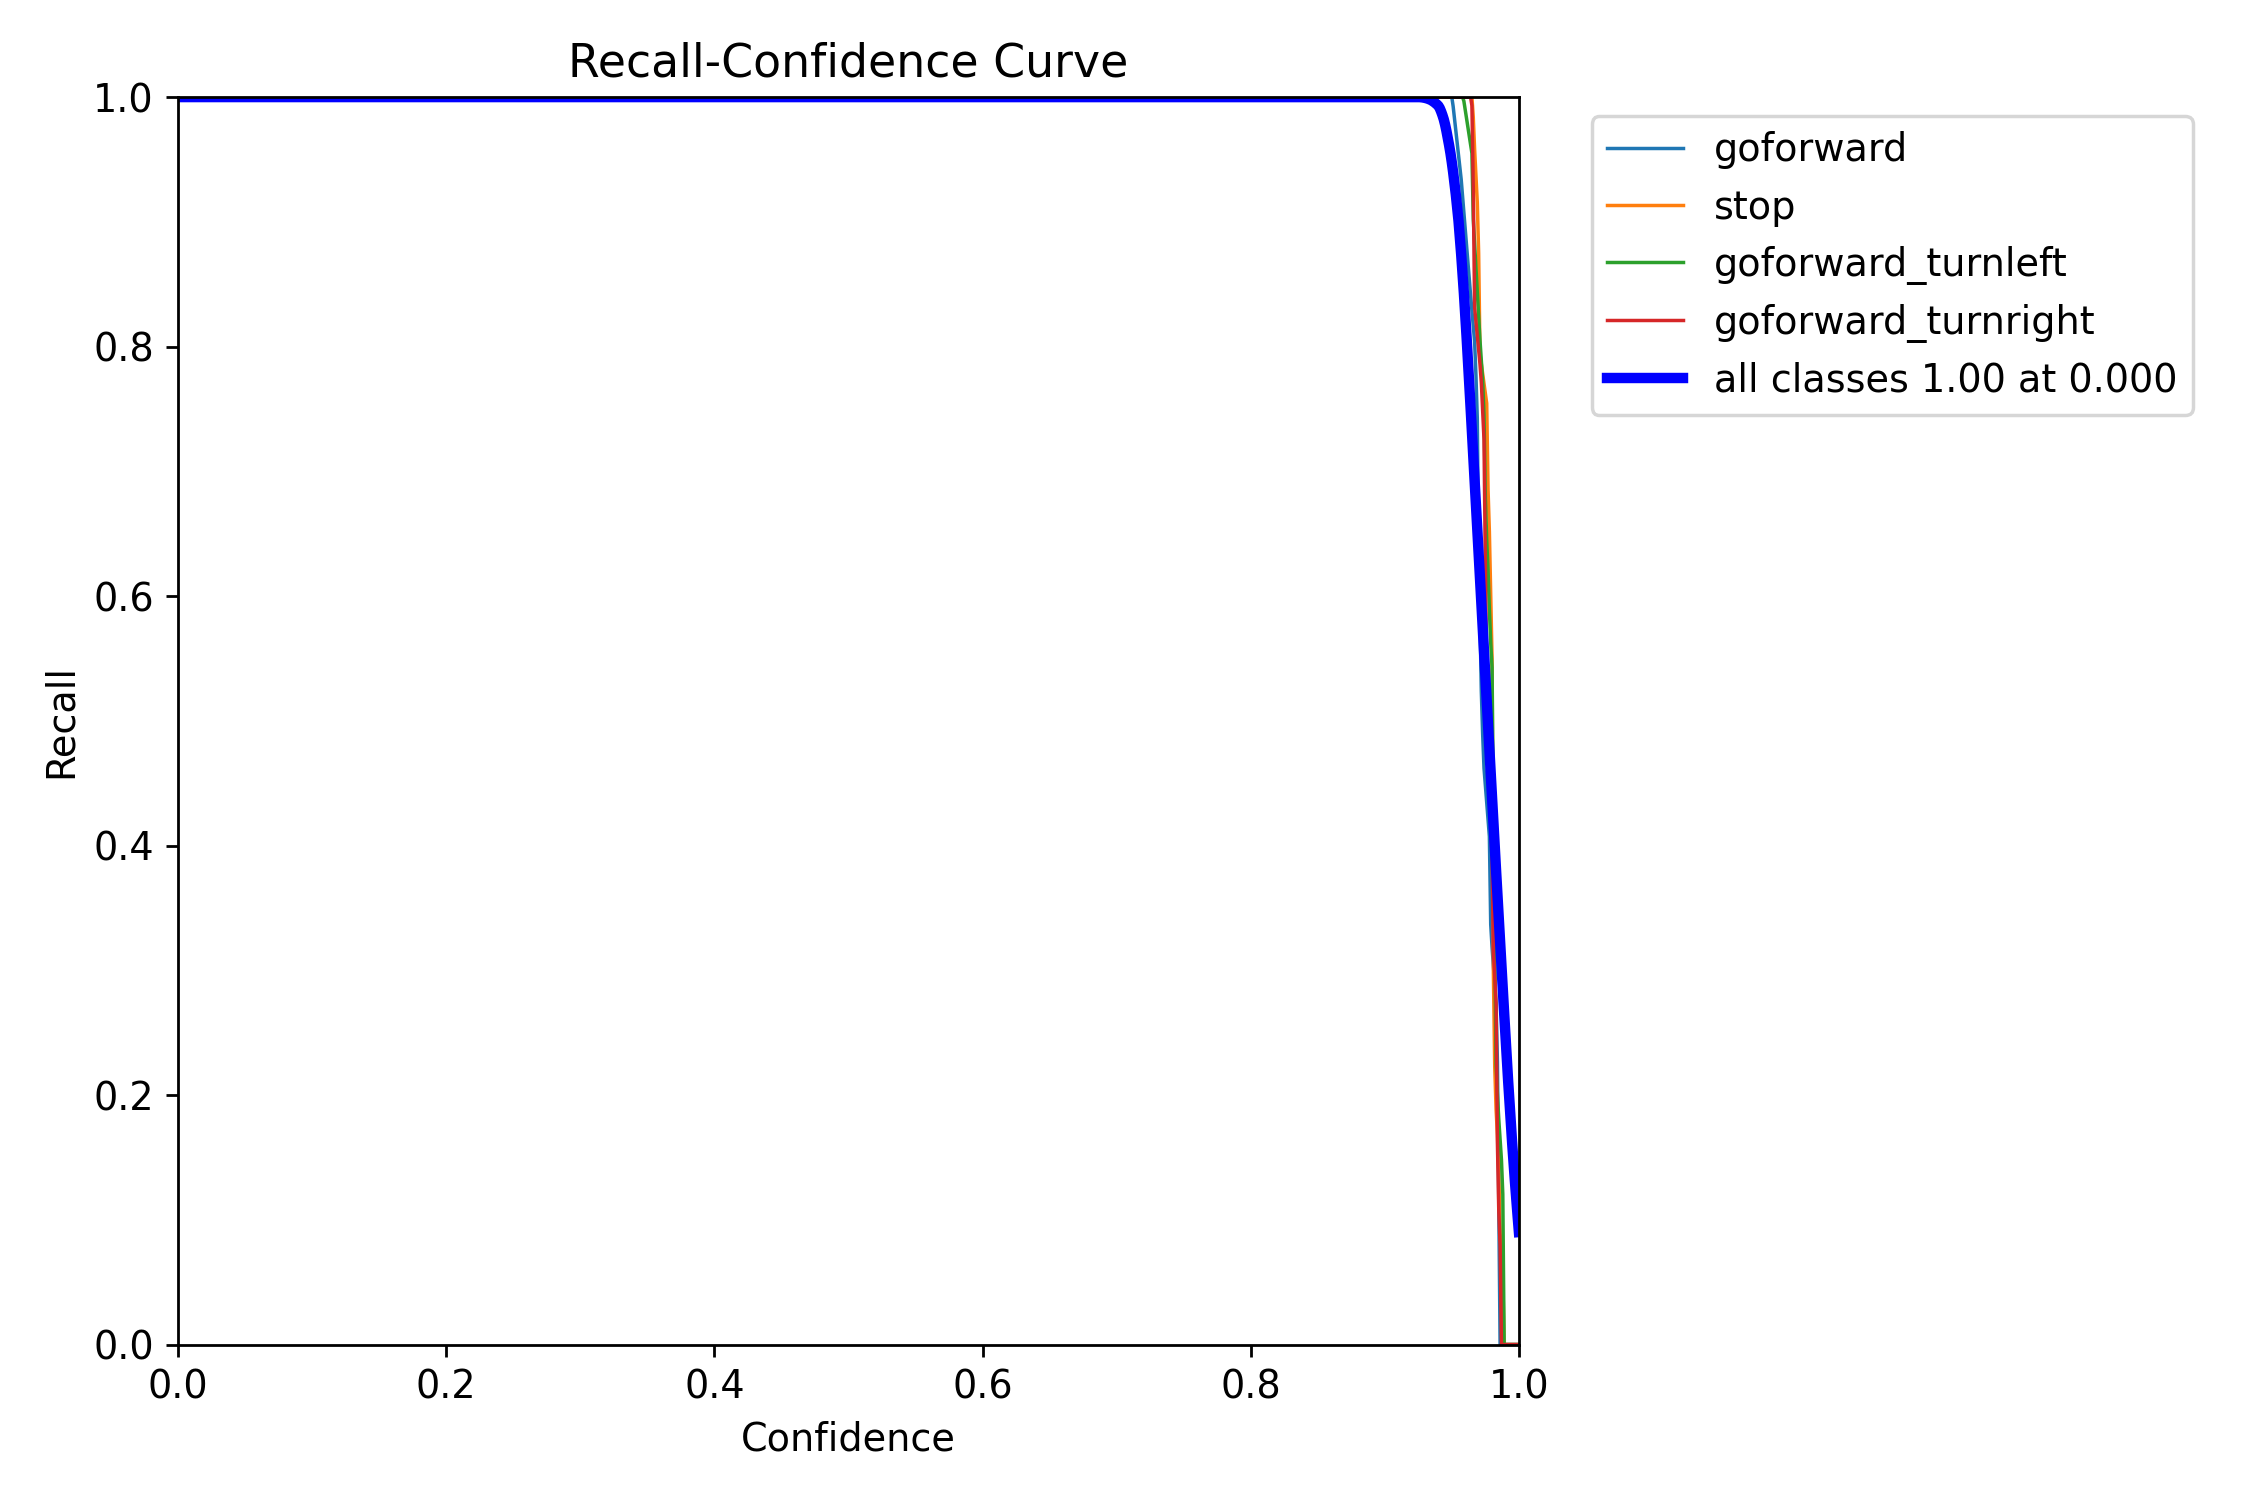 Recall-Confidence Curve
1.0
0.8
0.6
0.4
0.2
0.0
Recall
0.0 0.2 0.4 0.6 0.8 1.0
Confidence
goforward
stop
goforward_turnleft
goforward_turnright
all classes 1.00 at 0.000